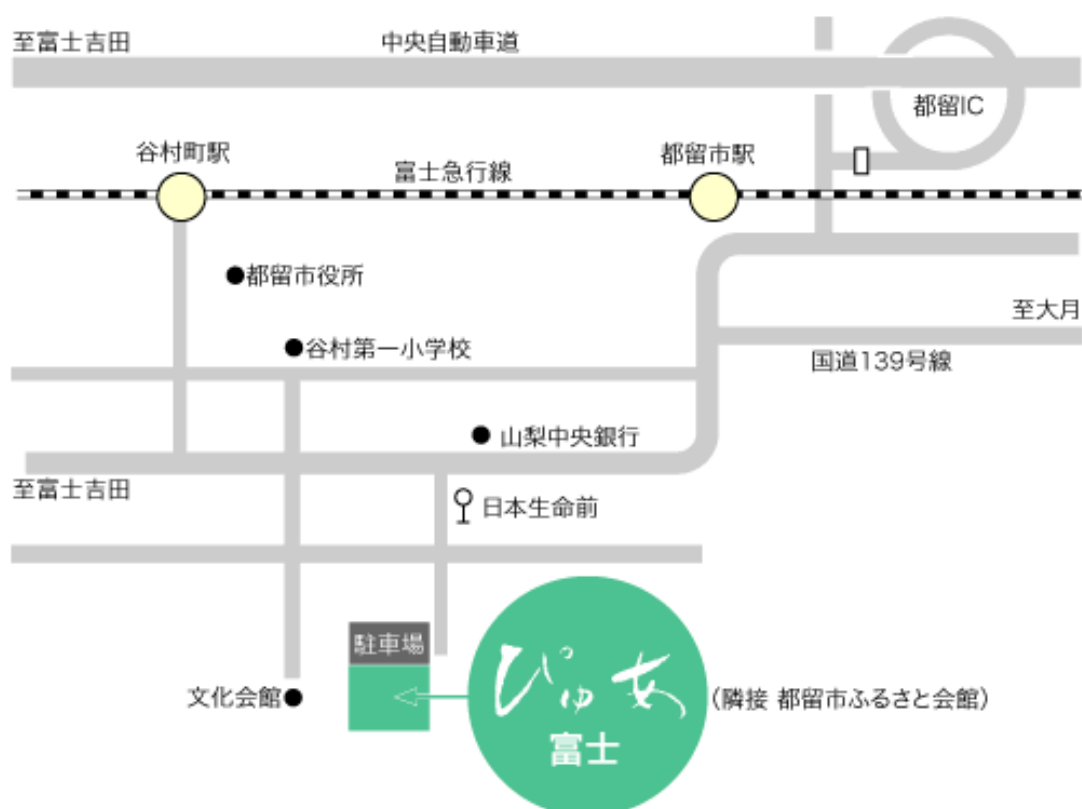 至富士吉田
中央自動車道
都留IC
谷村町駅
富士急行線
都留市駅
都留市役所
至大月
谷村第一小学校
国道139号線
山梨中央銀行
至富士吉田
日本生命前
駐車場
文化会館
ぴゅあ
富士
(隣接 都留市ふるさと会館)